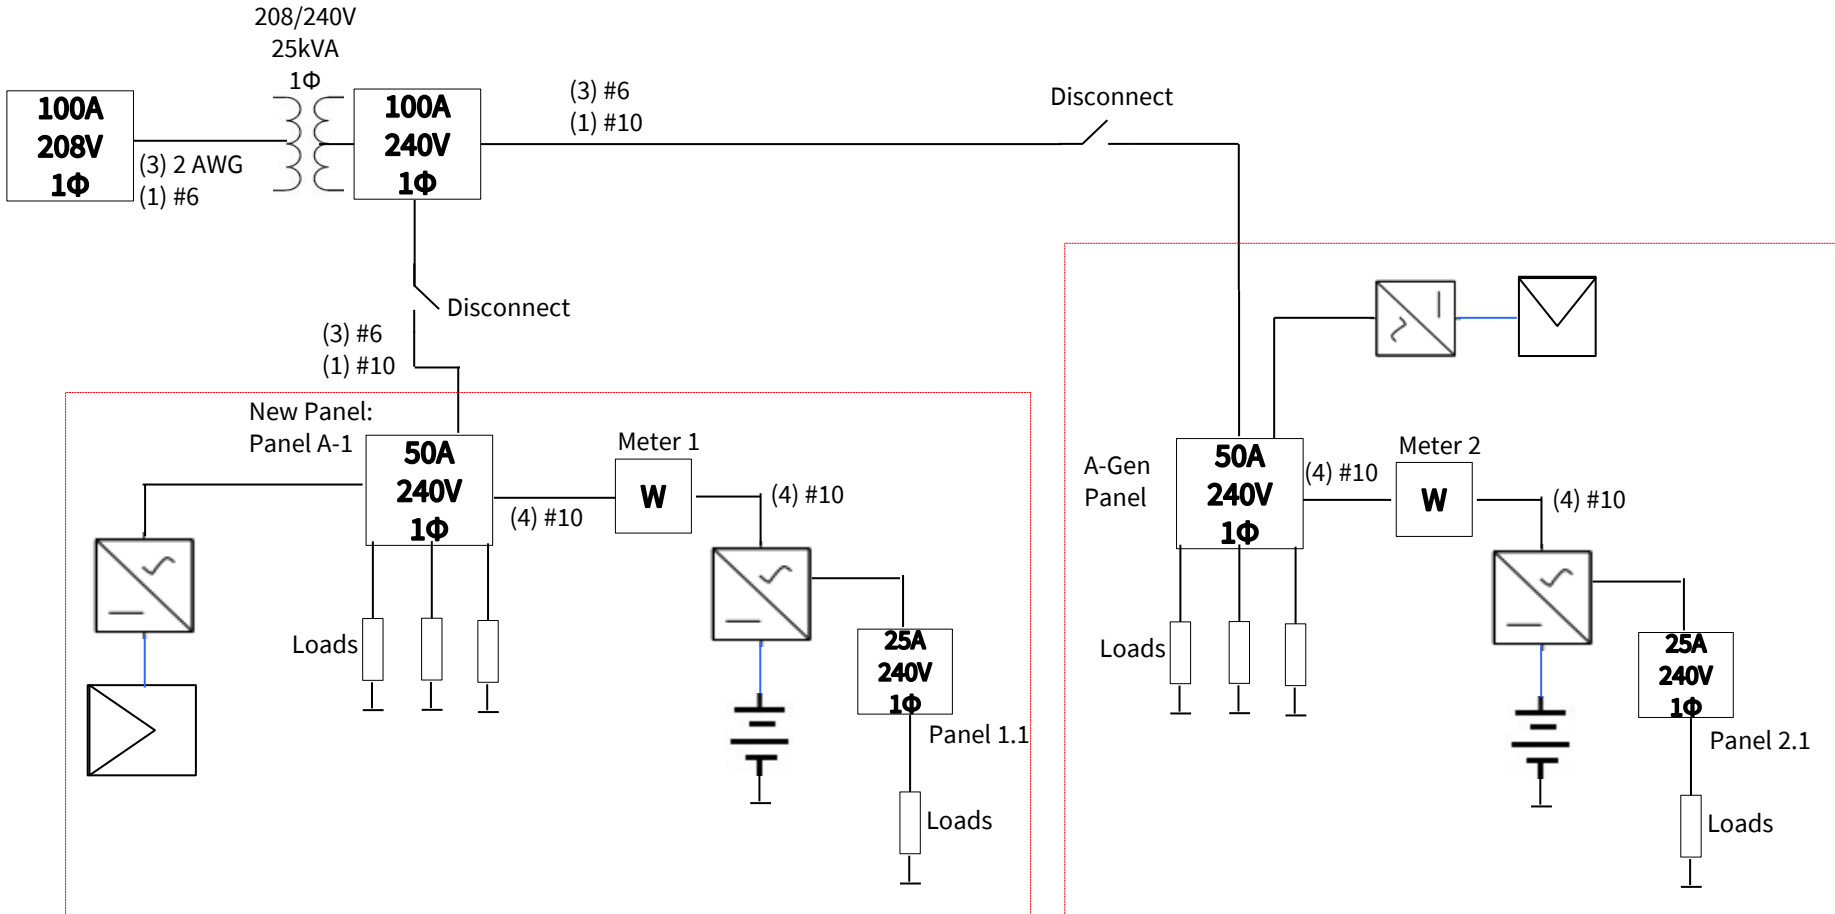 208/240V
25kVA
1Φ
100A
208V
1Φ
(3) 2 AWG
(1) #6
100A
240V
1Φ
(3) #6
(1) #10
Disconnect
Disconnect
(3) #6
(1) #10
New Panel:
Panel A-1
50A
240V
1Φ
(4) #10
Meter 1
W
(4) #10
Loads
25A
240V
1Φ
Panel 1.1
Loads
A-Gen
Panel
50A
240V
1Φ
(4) #10
Meter 2
W
(4) #10
Loads
25A
240V
1Φ
Panel 2.1
Loads